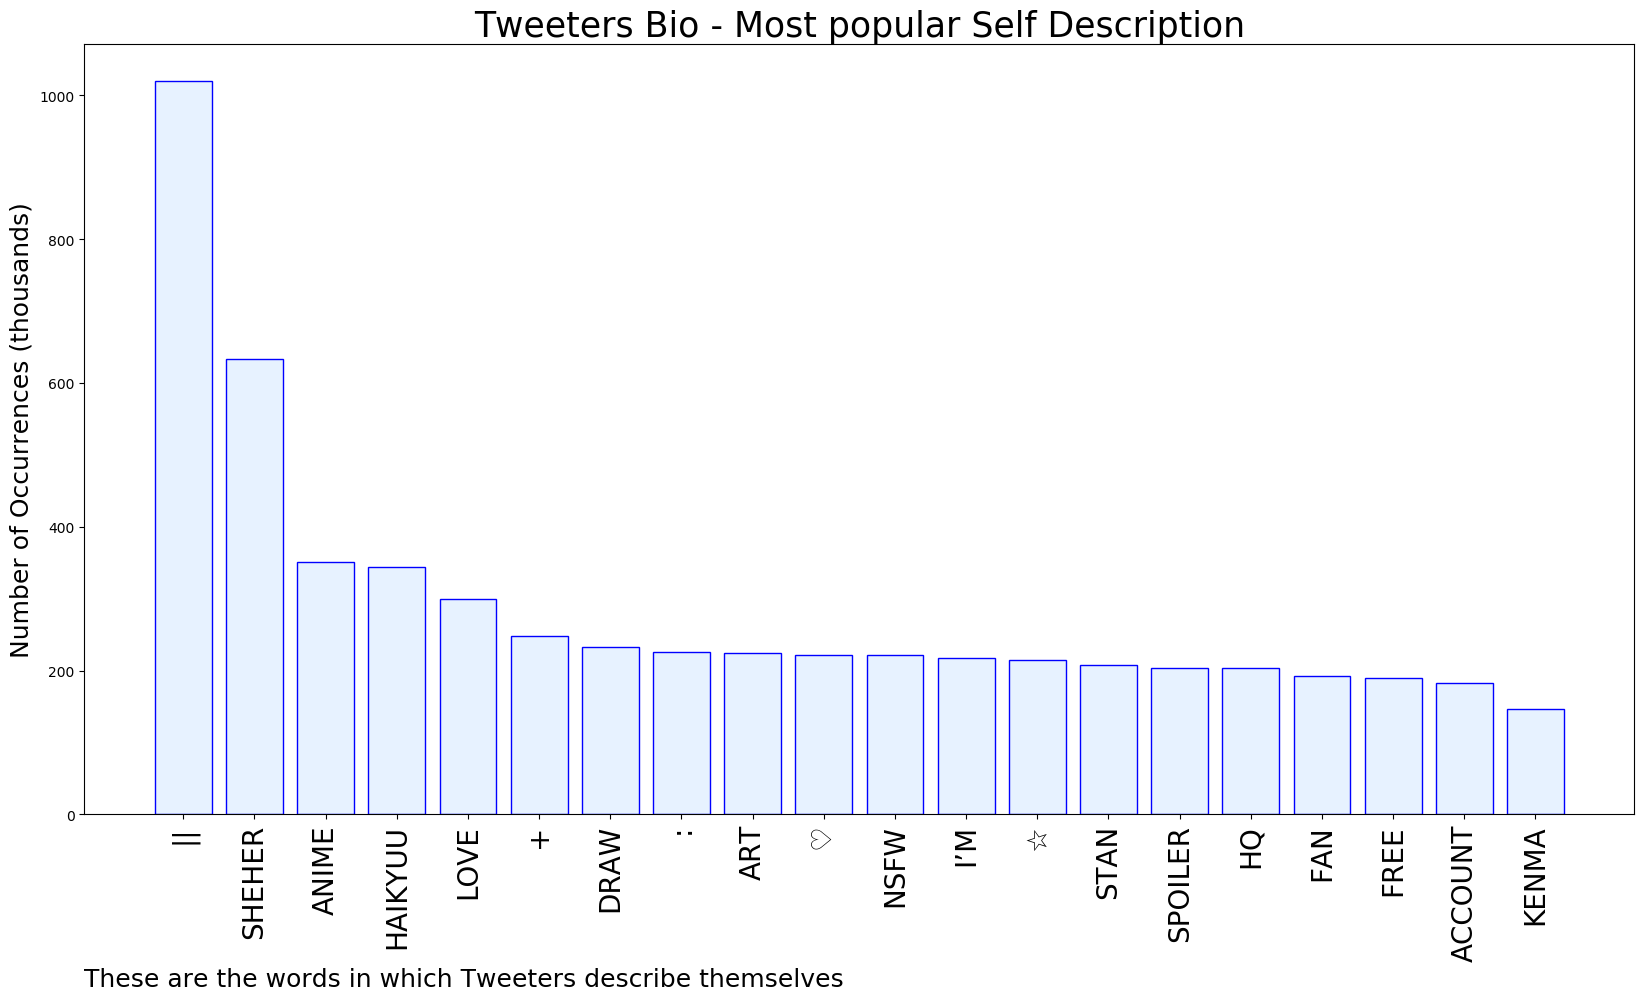 Tweeters Bio - Most popular Self Description
Number of Occurrences (thousands)
1000
800
600
400
200
0
||
SHEHER
ANIME
HAIKYUU
LOVE
+
DRAW
:
ART
♡
NSFW
I’M
☆
STAN
SPOILER
HQ
FAN
FREE
ACCOUNT
KENMA
These are the words in which Tweeters describe themselves